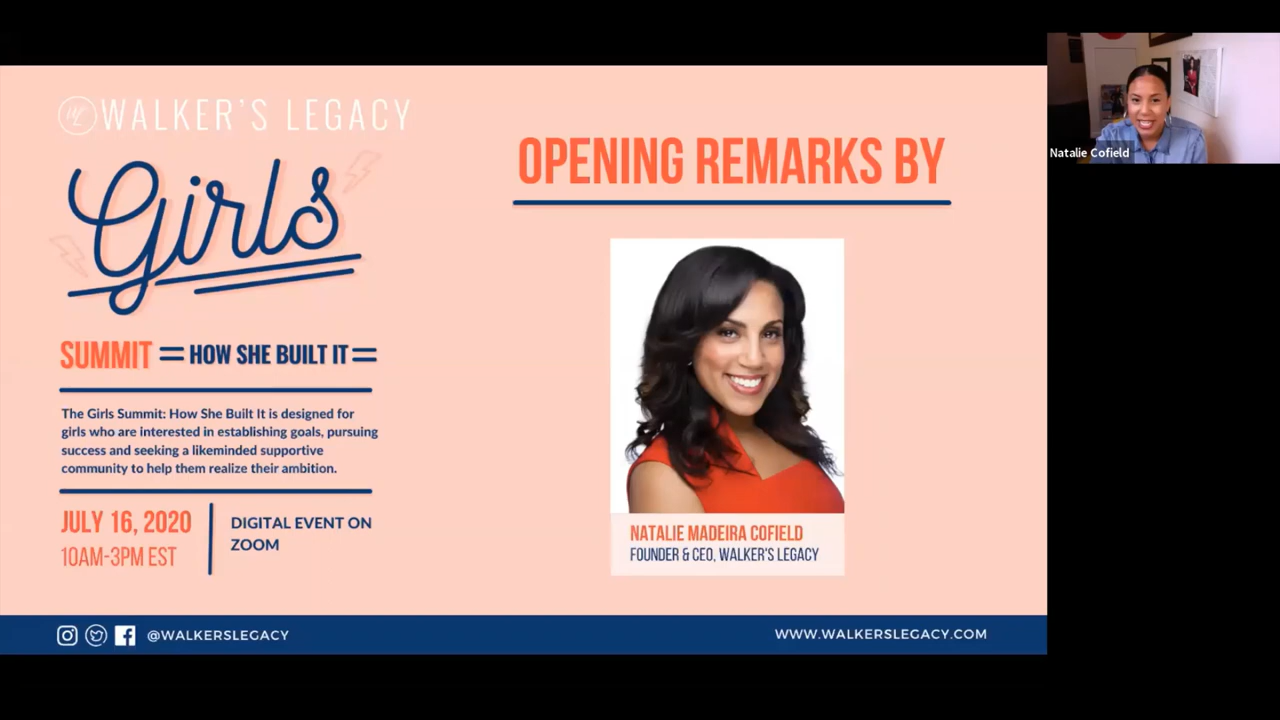 WALKER'S LEGACY
Girls
SUMMIT = HOW SHE BUILT IT =
The Girls Summit: How She Built It is designed for
girls who are interested in establishing goals, pursuing
success and seeking a likeminded supportive
community to help them realize their ambition.
JULY 16, 2020
10AM-3PM EST
DIGITAL EVENT ON
ZOOM
OPENING REMARKS BY
NATALIE MADEIRA COFIELD
FOUNDER & CEO, WALKER'S LEGACY
@WALKERSLEGACY
WWW.WALKERSLEGACY.COM
Natalie Cofield